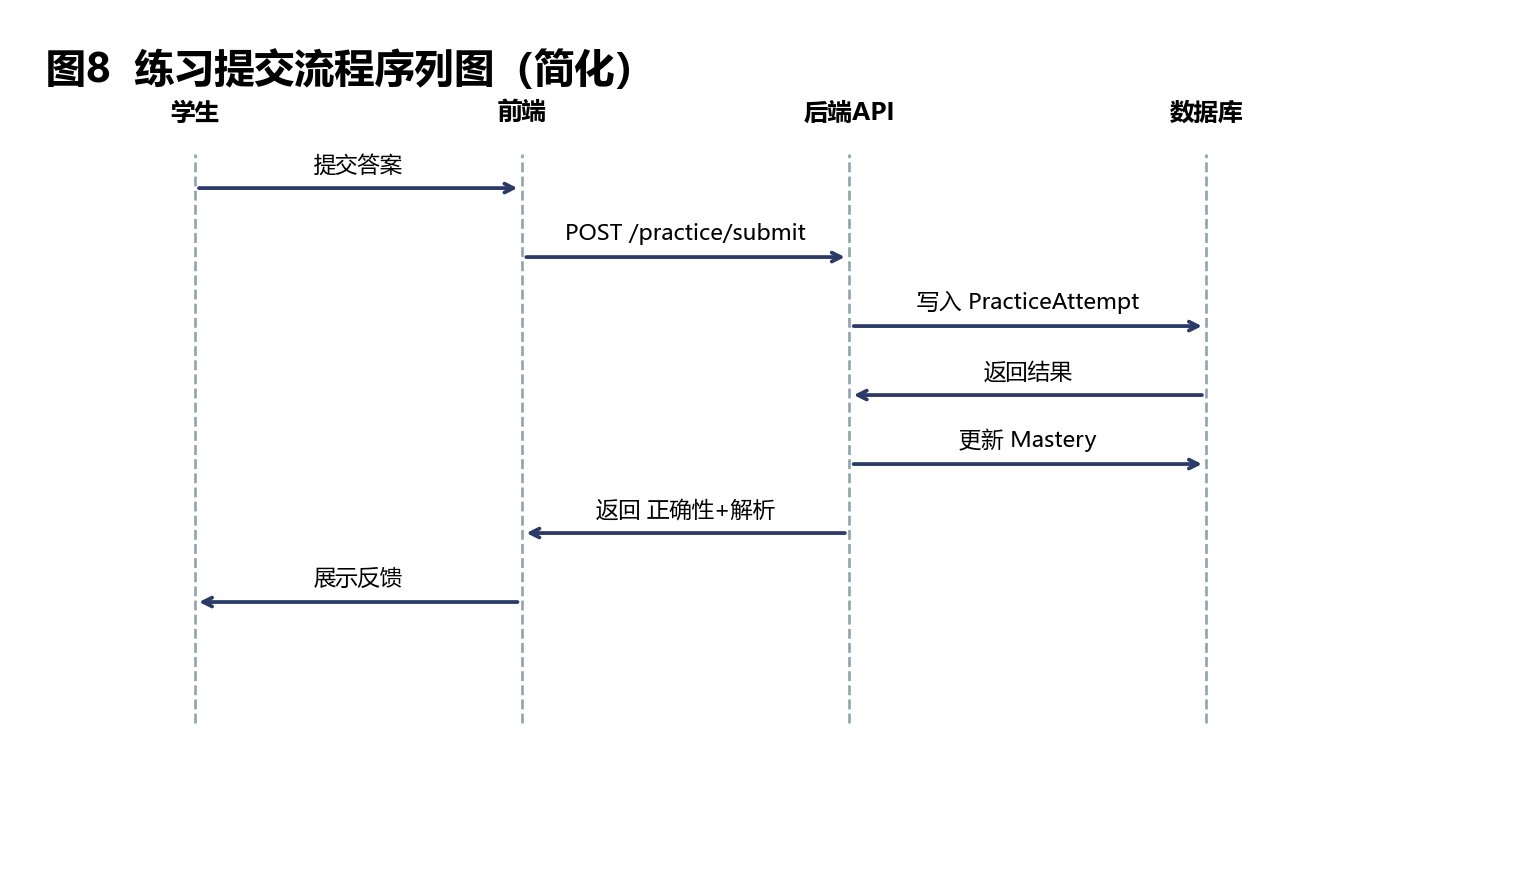 图8 练习提交流程序列图（简化）
学生 前端 后端API 数据库
提交答案
POST /practice/submit
写入 PracticeAttempt
返回结果
更新 Mastery
返回 正确性+解析
展示反馈